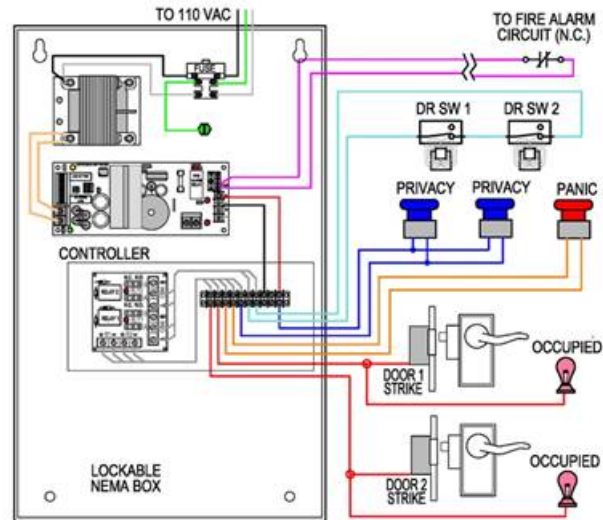 TO 110 VAC
FUSE
TO FIRE ALARM
CIRCUIT (N.C.)
DR SW 1
DR SW 2
PRIVACY
PRIVACY
PANIC
CONTROLLER
DOOR 1
STRIKE
OCCUPIED
DOOR 2
STRIKE
OCCUPIED
LOCKABLE
NEMA BOX